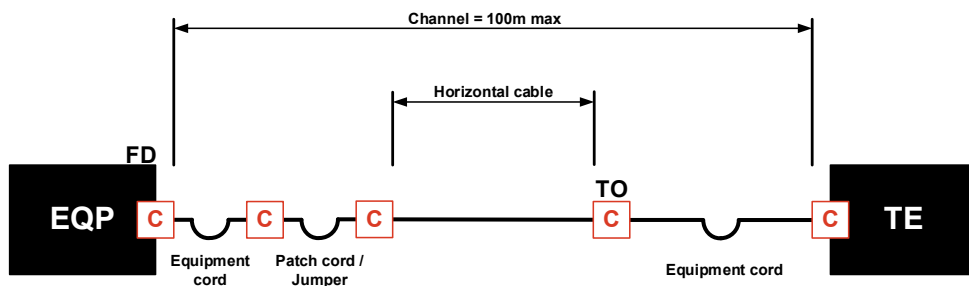 Channel = 100m max
Horizontal cable
FD
EQP
C
C
C
TO
C
C
TE
Equipment
cord
Patch cord /
Jumper
Equipment cord